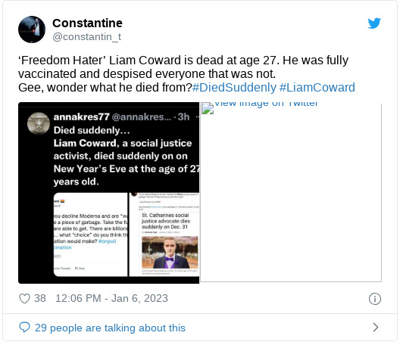 Constantine
@constantin_t
‘Freedom Hater’ Liam Coward is dead at age 27. He was fully
vaccinated and despised everyone that was not.
Gee, wonder what he died from?#DiedSuddenly #LiamCoward
annakres77 @annakres... · 3h
Died suddenly...
Liam Coward, a social justice
activist, died suddenly on on
New Year's Eve at the age of 27
years old.
you decline Moderna and are "w
a piece of garbage. Take the fu
are able to get. There are billions
... what "choice" do you think th
ation would make? #onpoli
ination
St. Catharines social
justice advocate dies
suddenly on Dec. 31
View image on Twitter
38 12:06 PM - Jan 6, 2023
29 people are talking about this